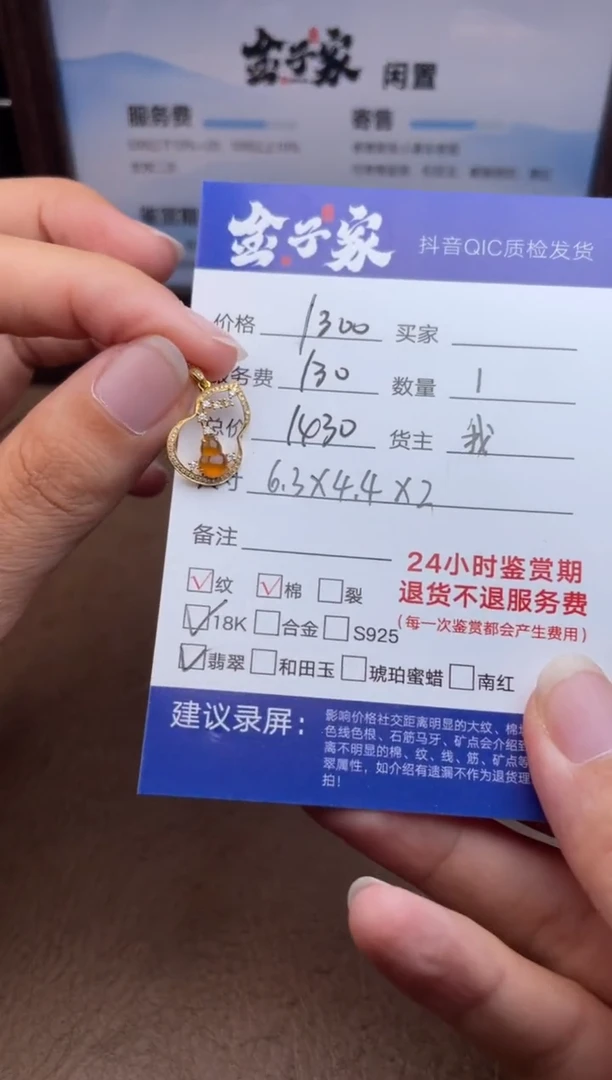 金子家 闲置
服务费 寄售
金子家 抖音QIC质检发货
价格 1300 买家
服务费 130 数量 1
总价 1430 货主 我
寸 6.3X4.4X2
备注
24小时鉴赏期
退货不退服务费
(每一次鉴赏都会产生费用)
纹 棉 裂
18K 合金 S925
翡翠 和田玉 琥珀蜜蜡 南红
建议录屏：
影响价格社交距离明显的大纹、棉
色线色根、石筋马牙、矿点会介绍
离不明显的棉、纹、线、筋、矿点等
翠属性，如介绍有遗漏不作为退货理
拍！